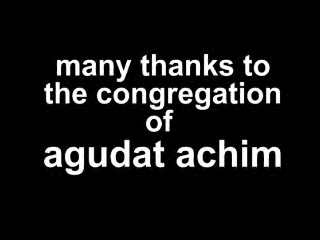 many thanks to
the congregation
of
agudat achim